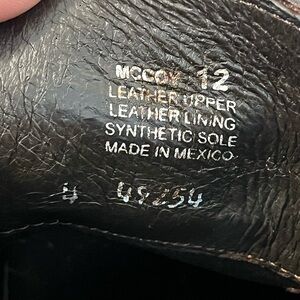 MCCOY 12
LEATHER UPPER
LEATHER LINING
SYNTHETIC SOLE
MADE IN MEXICO
4 49254